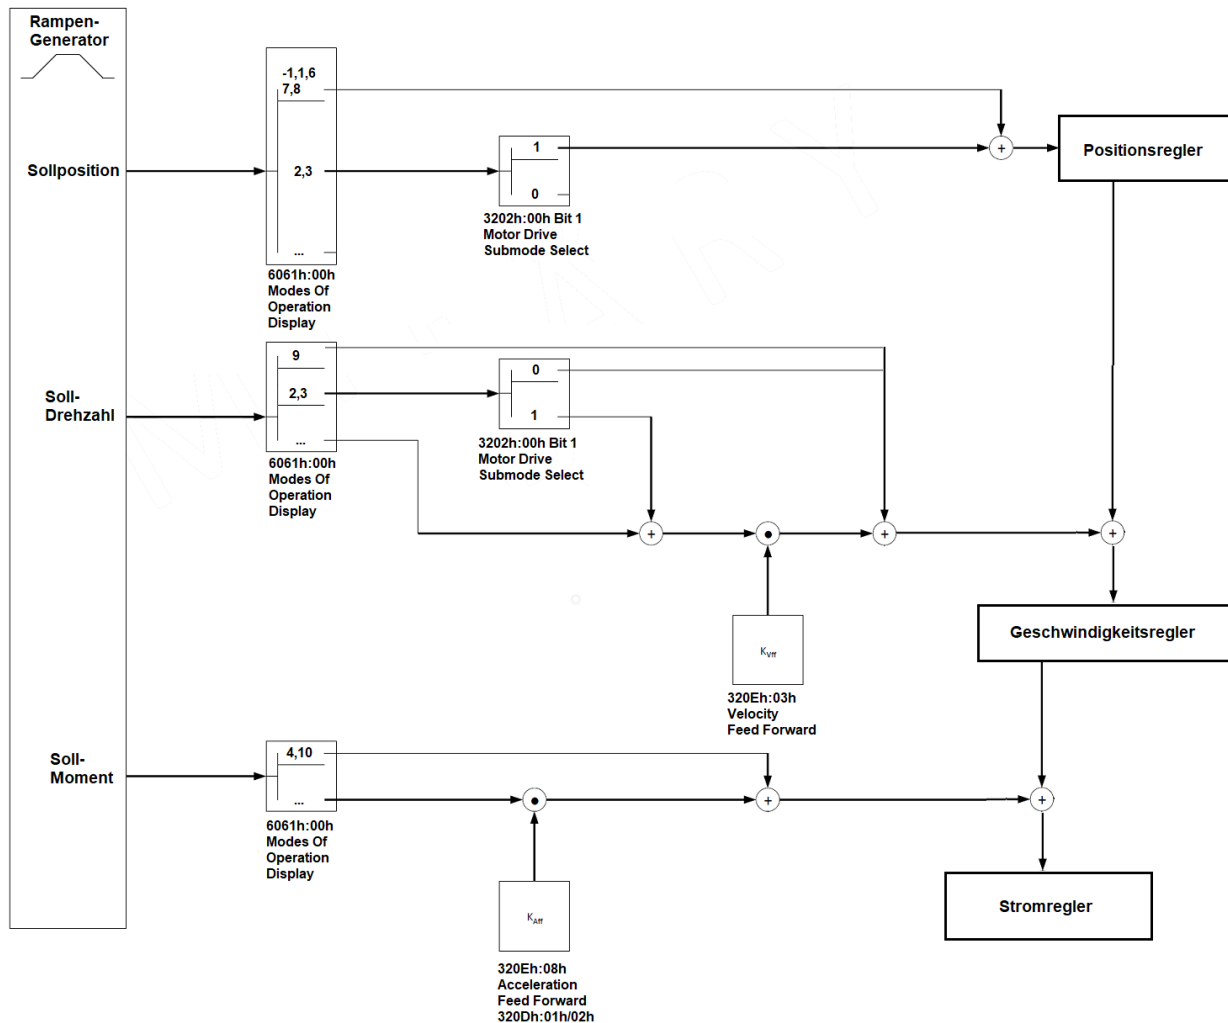 Rampen-
Generator
-1,1,6
7,8
Sollposition
2,3
...
6061h:00h
Modes Of
Operation
Display
1
0
3202h:00h Bit 1
Motor Drive
Submode Select
+
Positionsregler
Soll-
Drehzahl
9
2,3
...
6061h:00h
Modes Of
Operation
Display
0
1
3202h:00h Bit 1
Motor Drive
Submode Select
+
+
+
KVff
320Eh:03h
Velocity
Feed Forward
Geschwindigkeitsregler
Soll-
Moment
4,10
...
6061h:00h
Modes Of
Operation
Display
+
+
KAff
320Eh:08h
Acceleration
Feed Forward
320Dh:01h/02h
Stromregler